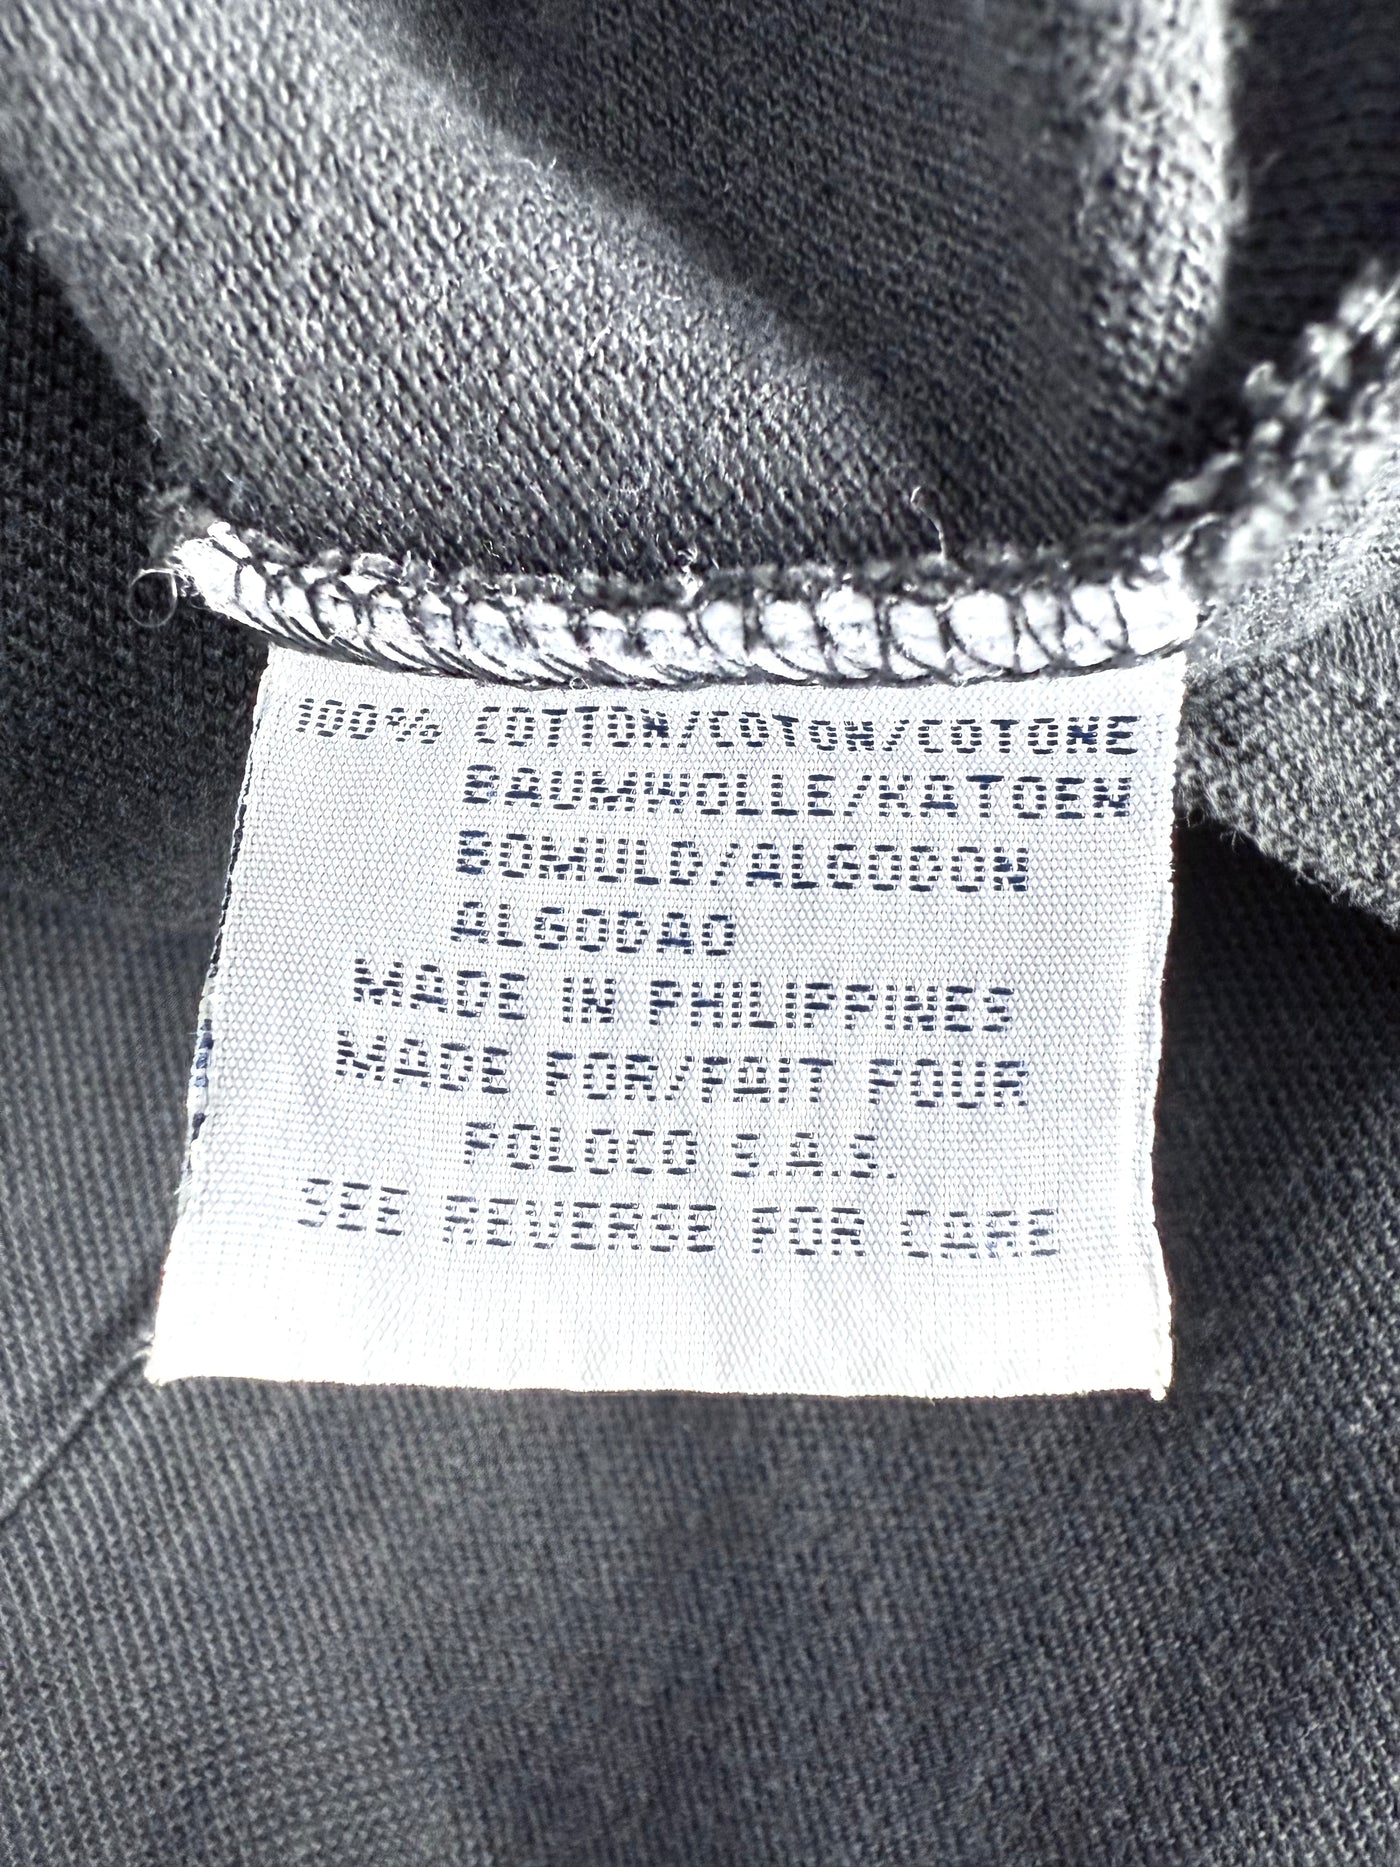 100% COTTON/COTON/COTONE
BAUMWOLLE/KATOEN
BOMULD/ALGODON
ALGODAO
MADE IN PHILIPPINES
MADE FOR/FAIT POUR
POLOCO S.A.S.
SEE REVERSE FOR CARE